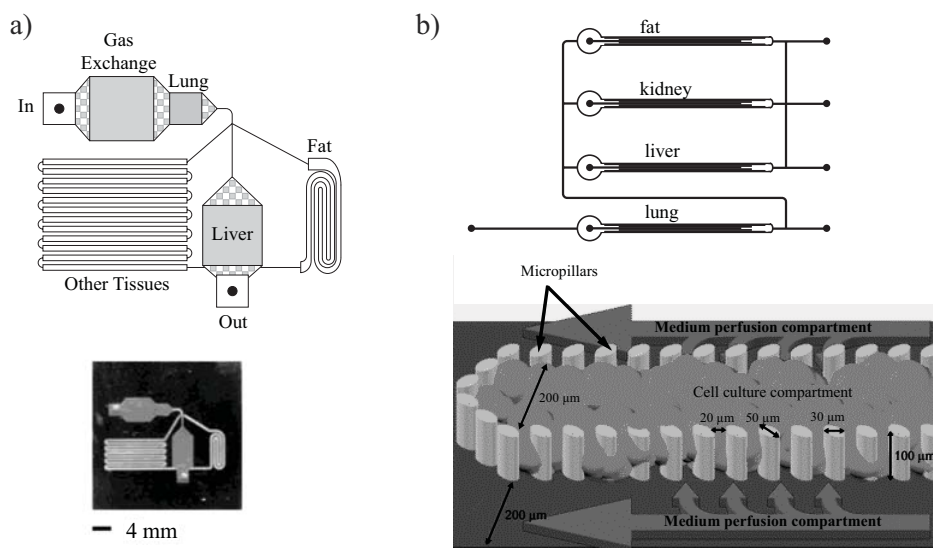 a)
Gas
Exchange
Lung
In
Fat
Liver
Other Tissues
Out
4 mm
b)
fat
kidney
liver
lung
Micropillars
Medium perfusion compartment
Cell culture compartment
200 µm
20 µm
50 µm
30 µm
100 µm
200 µm
Medium perfusion compartment